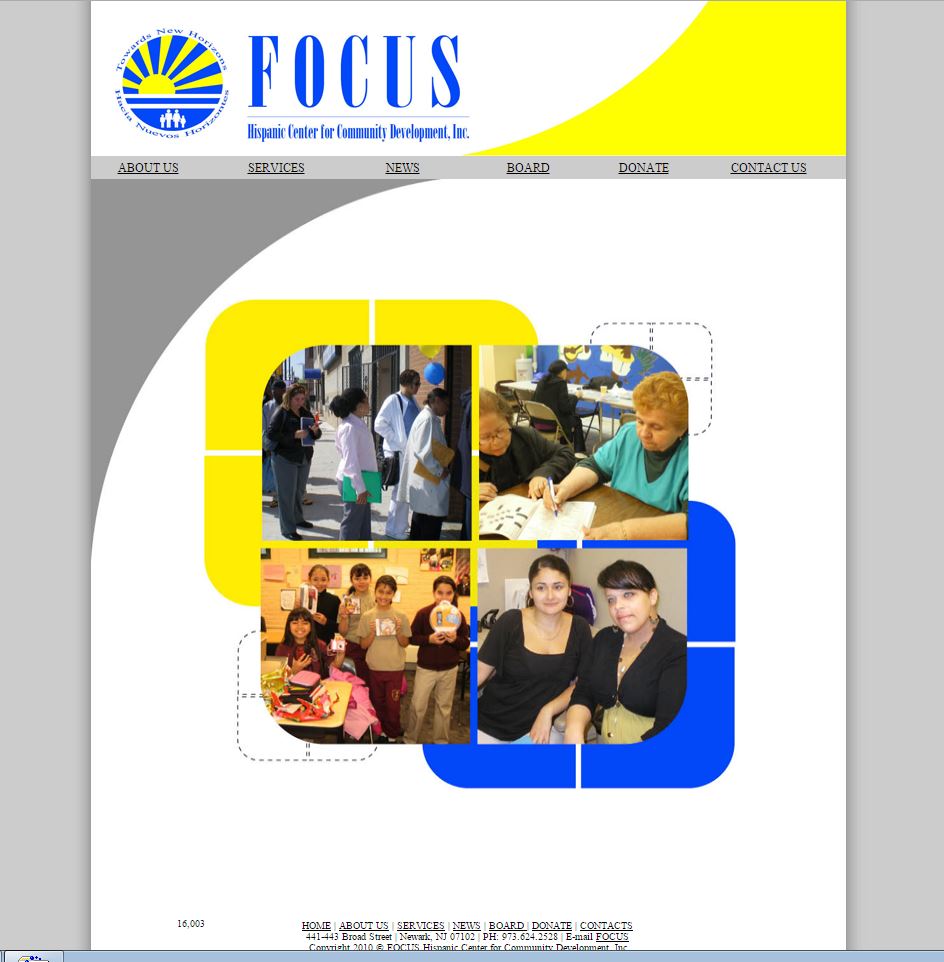 Towards New Horizons
Hacia Nuevos Horizontes
FOCUS
Hispanic Center for Community Development, Inc.
ABOUT US SERVICES NEWS BOARD DONATE CONTACT US
16,003
HOME | ABOUT US | SERVICES | NEWS | BOARD | DONATE | CONTACTS
441-443 Broad Street | Newark, NJ 07102 | PH: 973.624.2528 | E-mail FOCUS
Copyright 2010 © FOCUS Hispanic Center for Community Development, Inc